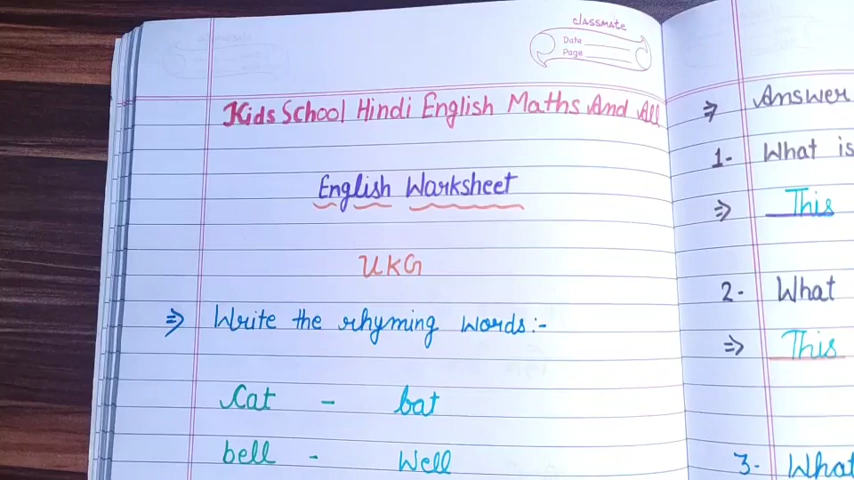 classmate
Date
Page
Kids School Hindi English Maths And All
English Warksheet
UKG
⇒ Write the rhyming words:-
Cat - bat
bell - Well
⇒ Answer
1- What is
⇒ This
2- What
⇒ This
3- What